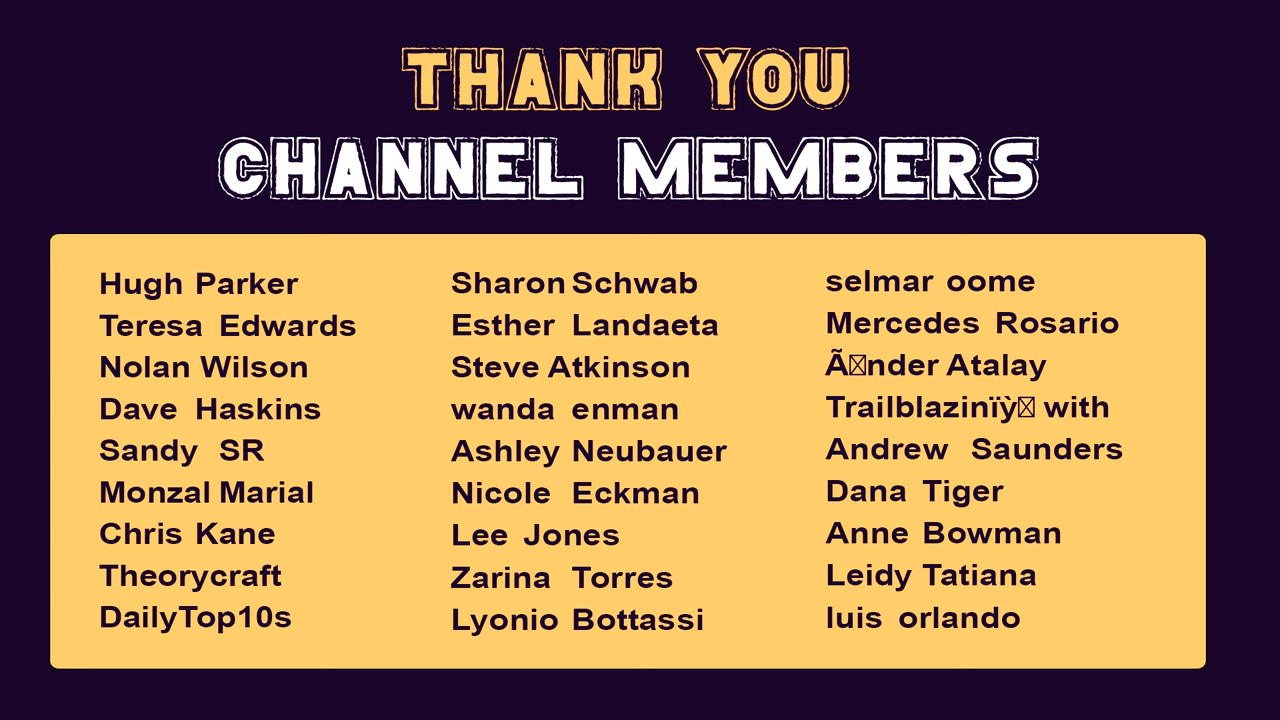 THANK YOU
CHANNEL MEMBERS
Hugh Parker
Teresa Edwards
Nolan Wilson
Dave Haskins
Sandy SR
Monzal Marial
Chris Kane
Theorycraft
DailyTop10s
Sharon Schwab
Esther Landaeta
Steve Atkinson
wanda enman
Ashley Neubauer
Nicole Eckman
Lee Jones
Zarina Torres
Lyonio Bottassi
selmar oome
Mercedes Rosario
Atalay
with
Andrew Saunders
Dana Tiger
Anne Bowman
Leidy Tatiana
luis orlando